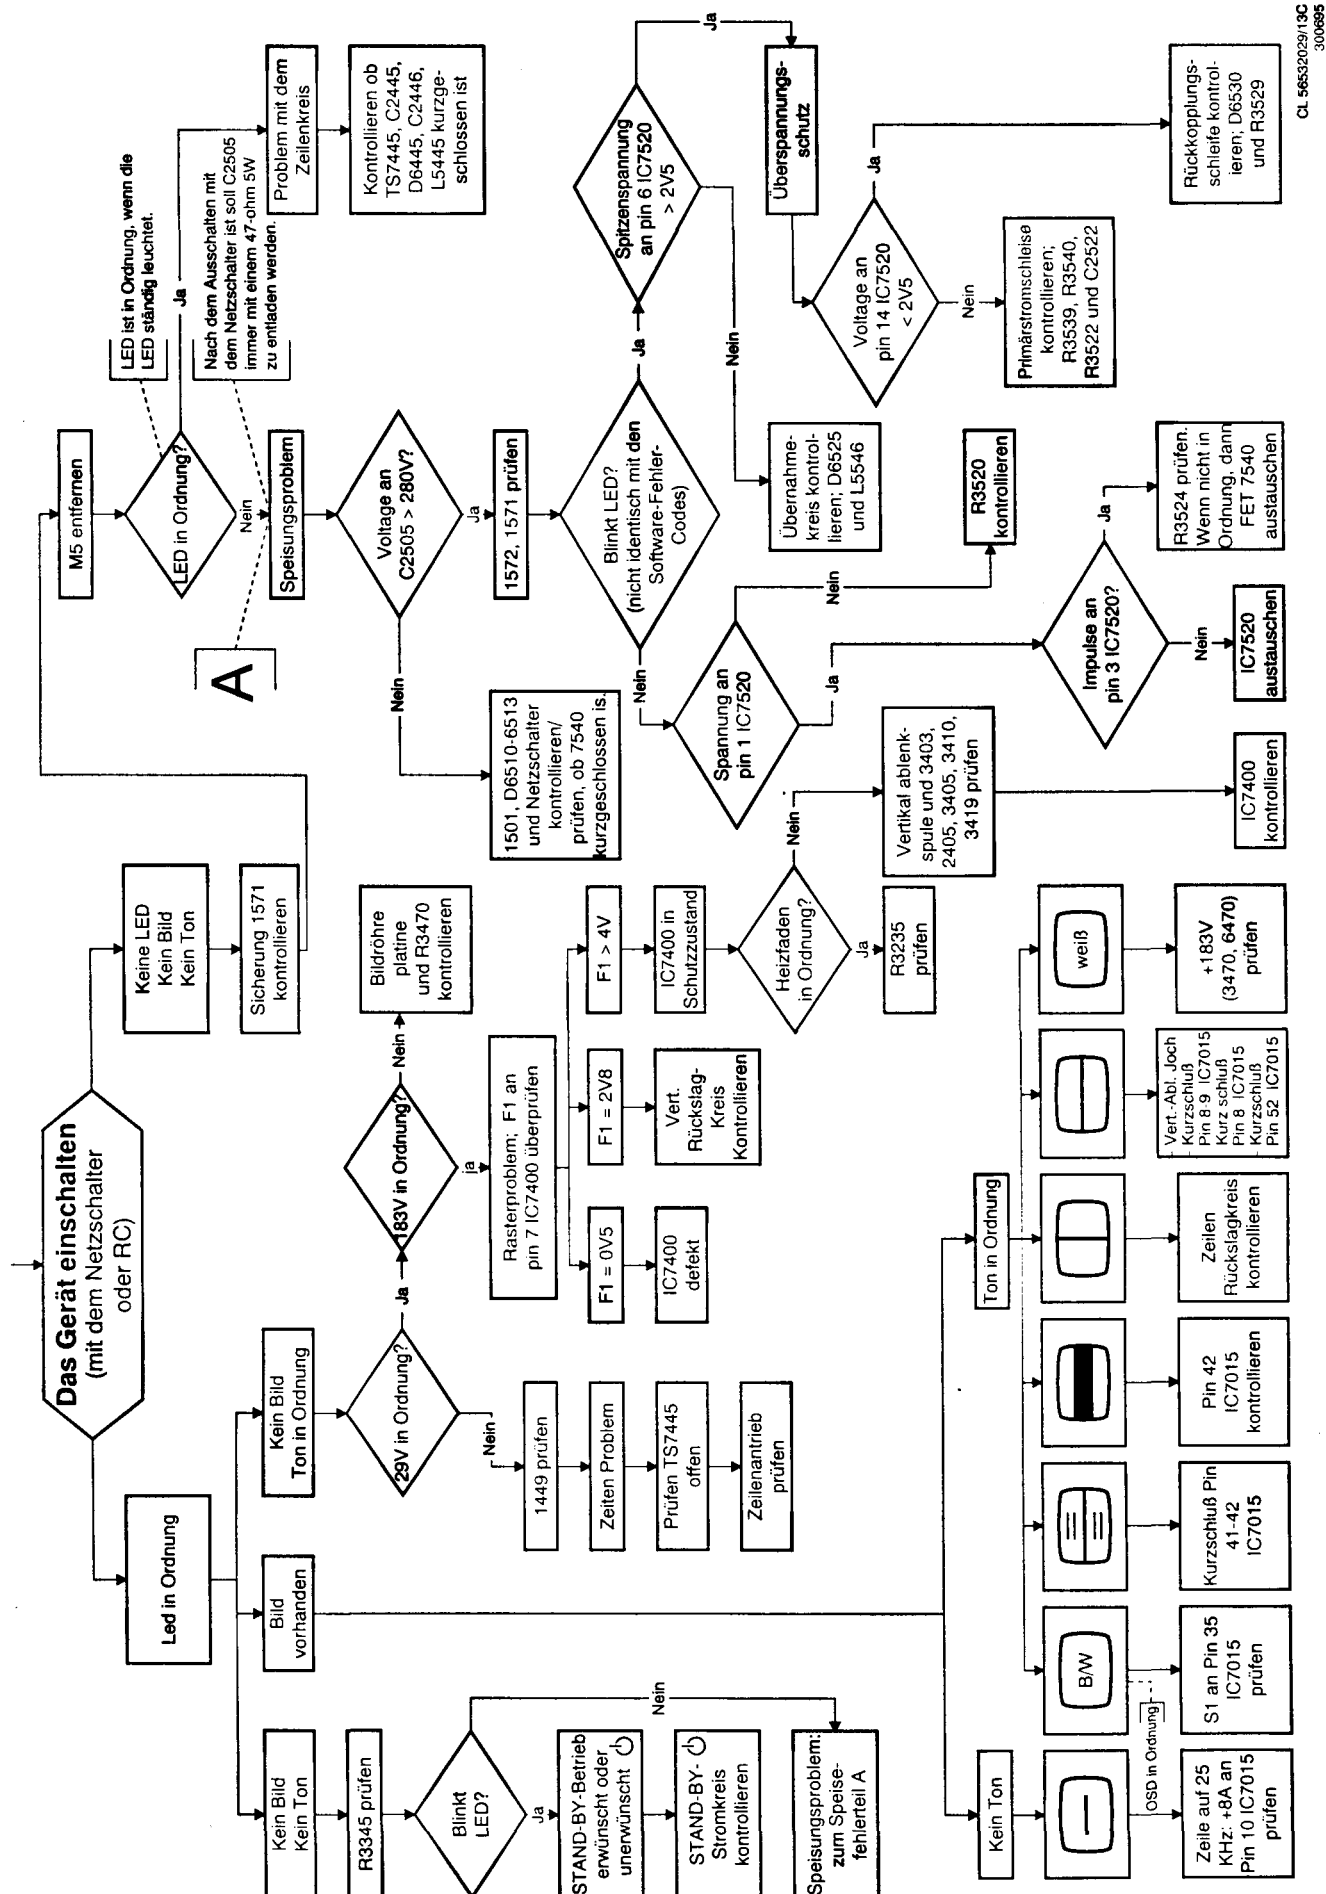 Das Gerät einschalten
(mit dem Netzschalter
oder RC)
Led in Ordnung
Keine LED
Kein Bild
Kein Ton
Sicherung 1571
kontrollieren
M5 entfernen
LED in Ordnung?
LED ist in Ordnung, wenn die
LED ständig leuchtet.
Ja
Nein
Nach dem Ausschalten mit
dem Netzschalter ist soll C2505
immer mit einem 47-ohm 5W
zu entladen werden.
Problem mit dem
Zeilenkreis
Kontrollieren ob
TS7445, C2445,
D6445, C2446,
L5445 kurzge-
schlossen ist
A
Speisungsproblem
Voltage an
C2505 > 280V?
Nein
Ja
1501, D6510-6513
und Netzschalter
kontrollieren/
prüfen, ob 7540
kurzgeschlossen is.
1572, 1571 prüfen
Blinkt LED?
(nicht identisch mit den
Software-Fehler-
Codes)
Ja
Nein
Spitzenspannung
an pin 6 IC7520
> 2V5
Ja
Nein
Überspannungs-
schutz
Übernahme-
kreis kontrol-
lieren; D6525
und L5546
Voltage an
pin 14 IC7520
< 2V5
Ja
Nein
Rückkopplungs-
schleife kontrol-
ieren; D6530
und R3529
Primärstromschleise
kontrollieren;
R3539, R3540,
R3522 und C2522
Spannung an
pin 1 IC7520
Nein
Ja
R3520
kontrollieren
Impulse an
pin 3 IC7520?
Ja
Nein
R3524 prüfen.
Wenn nicht in
Ordnung, dann
FET 7540
austauschen
IC7520
austauschen
Kein Bild
Ton in Ordnung
29V in Ordnung?
Ja
Nein
1449 prüfen
Zeiten Problem
Prüfen TS7445
offen
Zeilenantrieb
prüfen
183V in Ordnung?
Nein
ja
Bildröhre
platine
und R3470
kontrollieren
Rasterproblem; F1 an
pin 7 IC7400 überprüfen
F1 = 0V5
IC7400
defekt
F1 = 2V8
Vert.
Rückslag-
Kreis
Kontrollieren
F1 > 4V
IC7400 in
Schutzzustand
Heizfaden
in Ordnung?
Ja
Nein
R3235
prüfen
Vertikal ablenk-
spule und 3403,
2405, 3405, 3410,
3419 prüfen
IC7400
kontrollieren
Bild
vorhanden
Kein Bild
Kein Ton
R3345 prüfen
Blinkt
LED?
Nein
Ja
STAND-BY-Betrieb
erwünscht oder
unerwünscht
STAND-BY-
Stromkreis
kontrollieren
Speisungsproblem:
zum Speise-
fehlerteil A
Kein Ton
OSD in Ordnung
Zeile auf 25
KHz: +8A an
Pin 10 IC7015
prüfen
Ton in Ordnung
B/W
S1 an Pin 35
IC7015
prüfen
Kurzschluß Pin
41-42
IC7015
Pin 42
IC7015
kontrollieren
Zeilen
Rückslagkreis
kontrollieren
Vert.-Abl. Joch
Kurzschluß
Pin 8-9 IC7015
Kurz schluß
Pin 8 IC7015
Kurzschluß
Pin 52 IC7015
weiß
+183V
(3470, 6470)
prüfen
CL 56532029/13C
300695